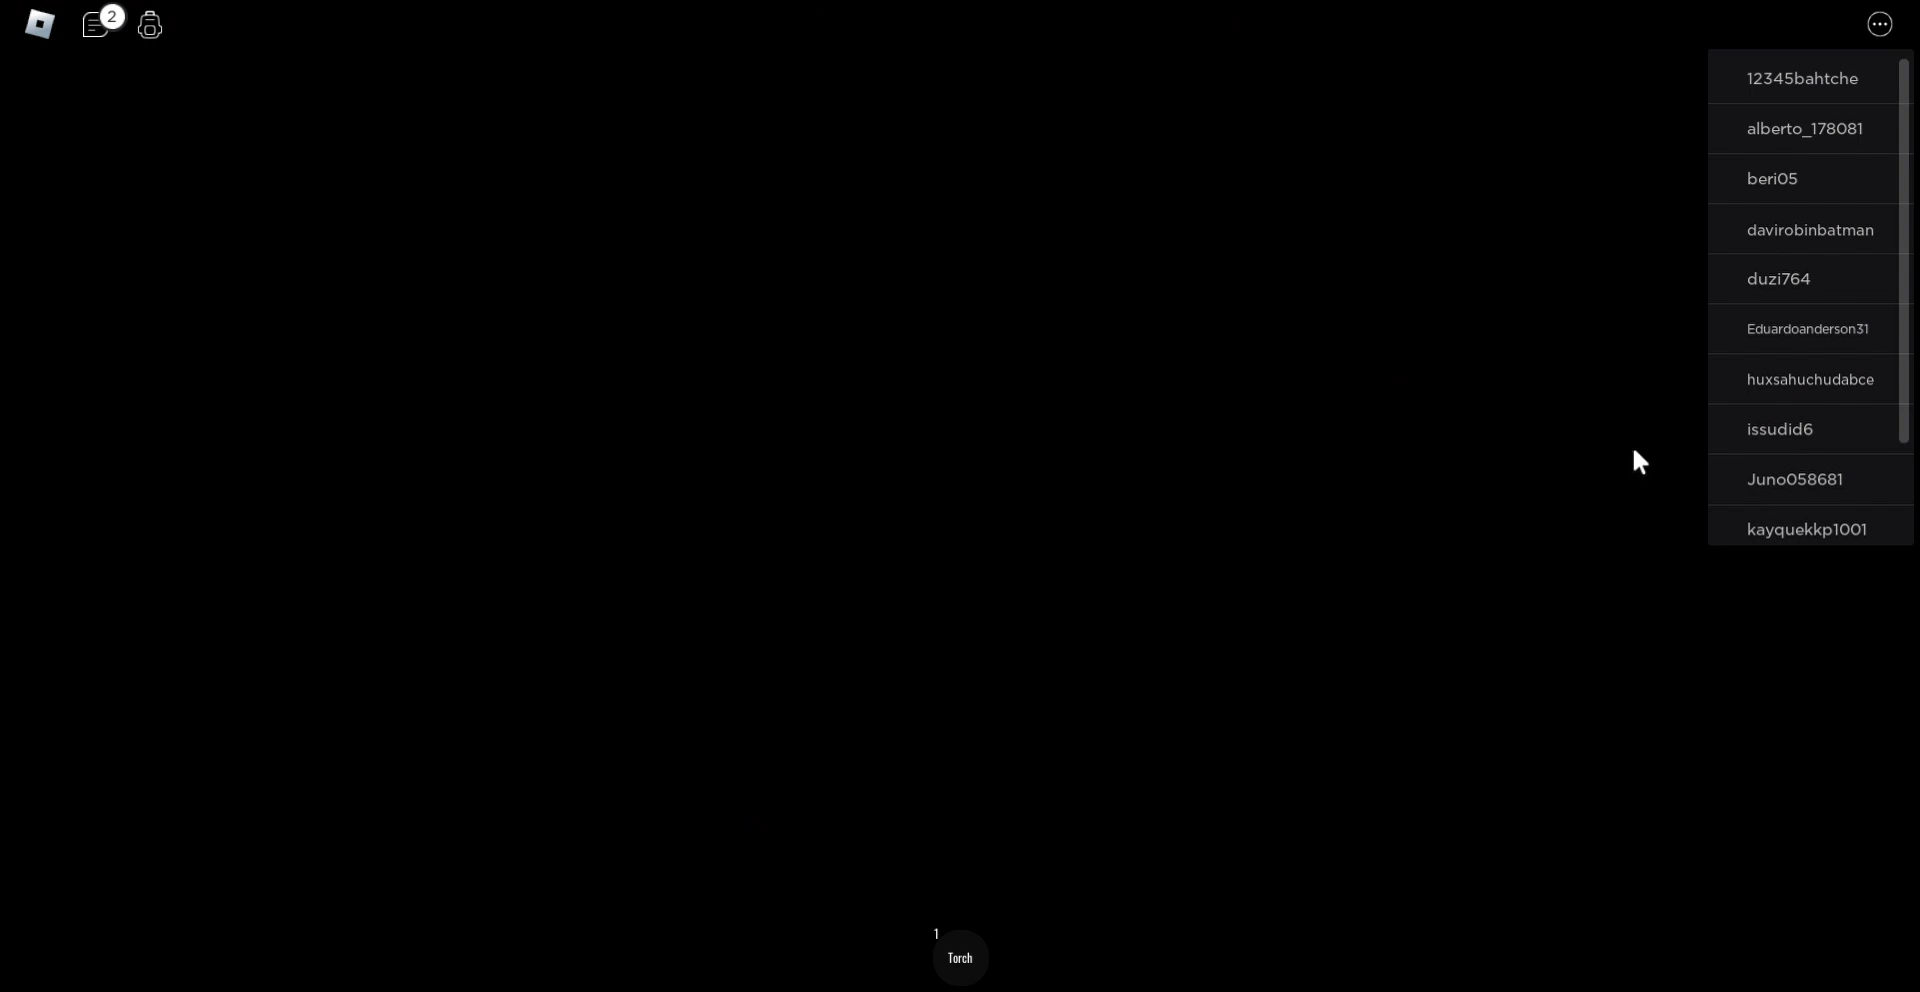 2
12345bahtche
alberto_178081
beri05
davirobinbatman
duzi764
Eduardoanderson31
huxsahuchudabce
issudid6
Juno058681
kayquekkp1001
1
Torch